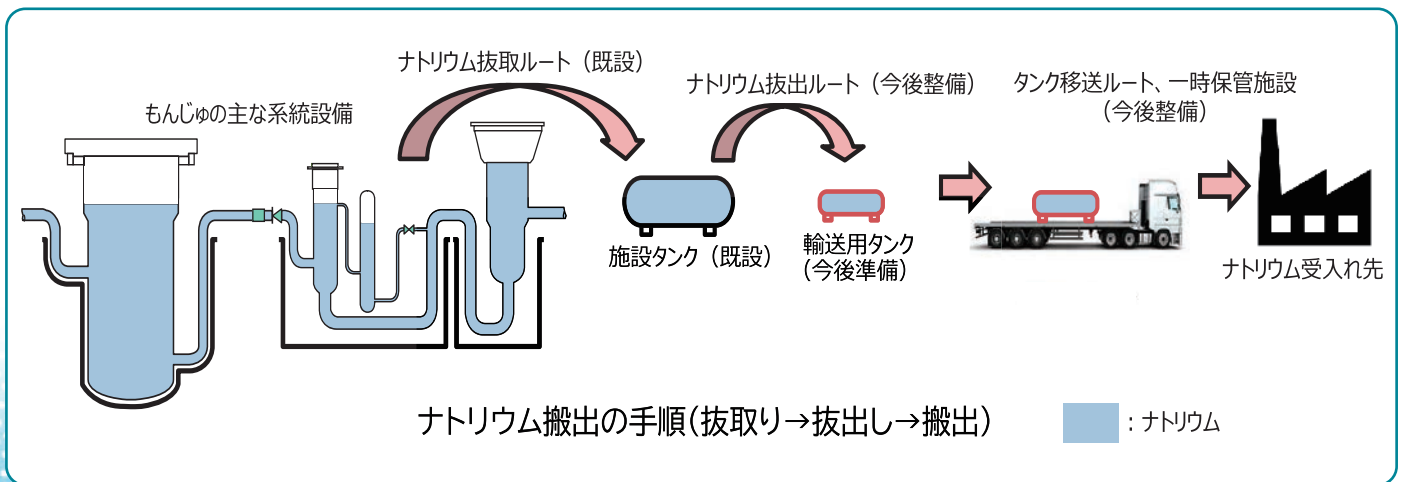 ナトリウム抜取ルート（既設）
ナトリウム抜出ルート（今後整備）
タンク移送ルート、一時保管施設
（今後整備）
もんじゅの主な系統設備
施設タンク（既設）
輸送用タンク
（今後準備）
ナトリウム受入れ先
ナトリウム搬出の手順(抜取り→抜出し→搬出)
：ナトリウム